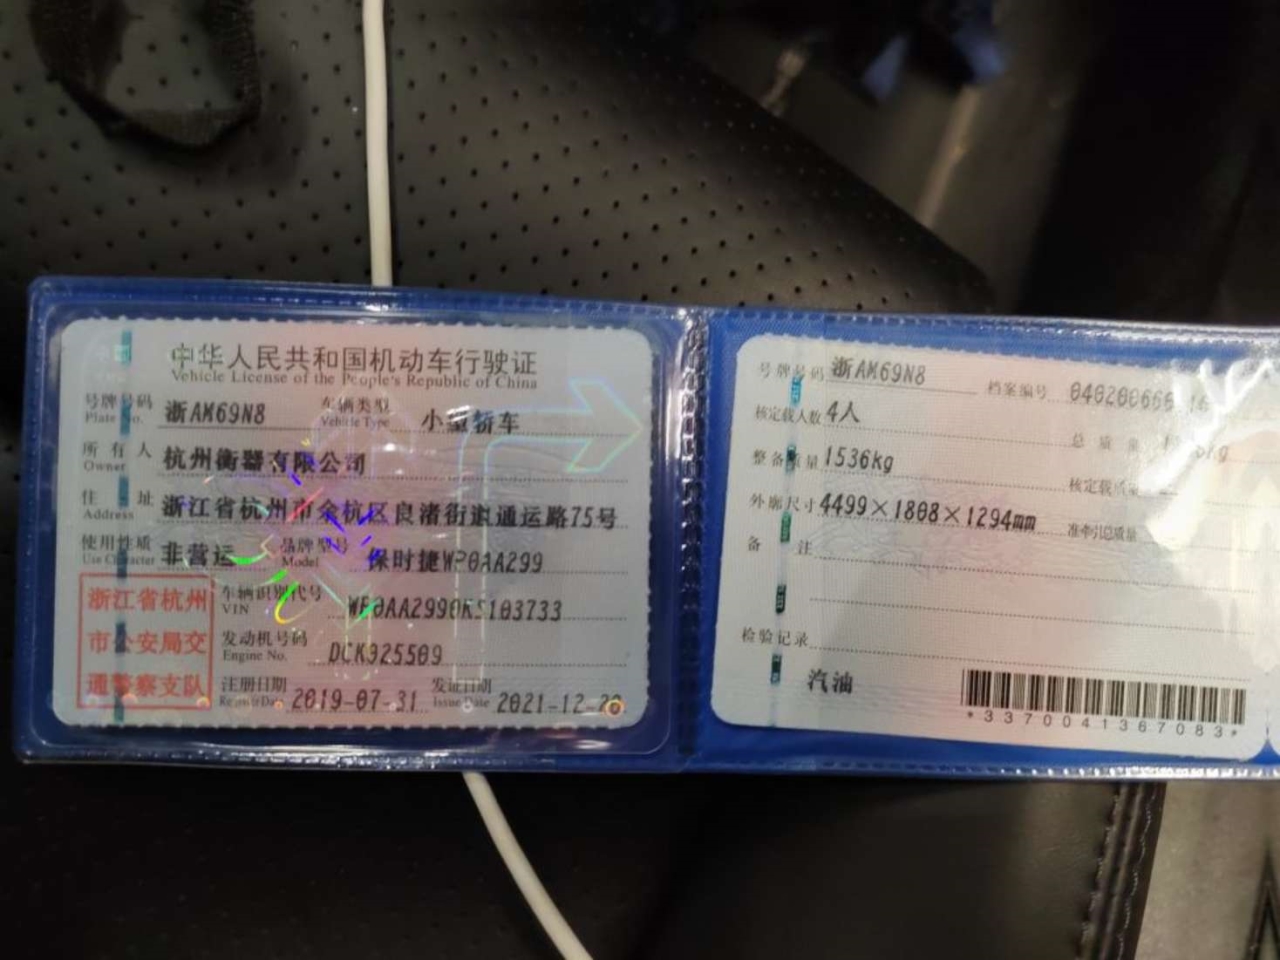 中华人民共和国机动车行驶证
Vehicle License of the People's Republic of China
号牌号码 浙AM69N8 车辆类型 小型轿车
Plate No. Vehicle Type
所有人 杭州衡器有限公司
Owner
住址 浙江省杭州市余杭区良渚街道通运路75号
Address
使用性质 非营运 品牌型号 保时捷WP0AA299
Use Character Model
浙江省杭州
市公安局交
通警察支队
车辆识别代号 WP0AA2990KS103733
VIN
发动机号码 DCK925509
Engine No.
注册日期 2019-07-31 发证日期 2021-12-20
Register Date Issue Date
号牌号码 浙AM69N8 档案编号
核定载人数 4人 总质量
整备质量 1536kg 核定载质量
外廓尺寸 4499×1808×1294mm 准牵引总质量
备注
检验记录
汽油
*3370041367083*